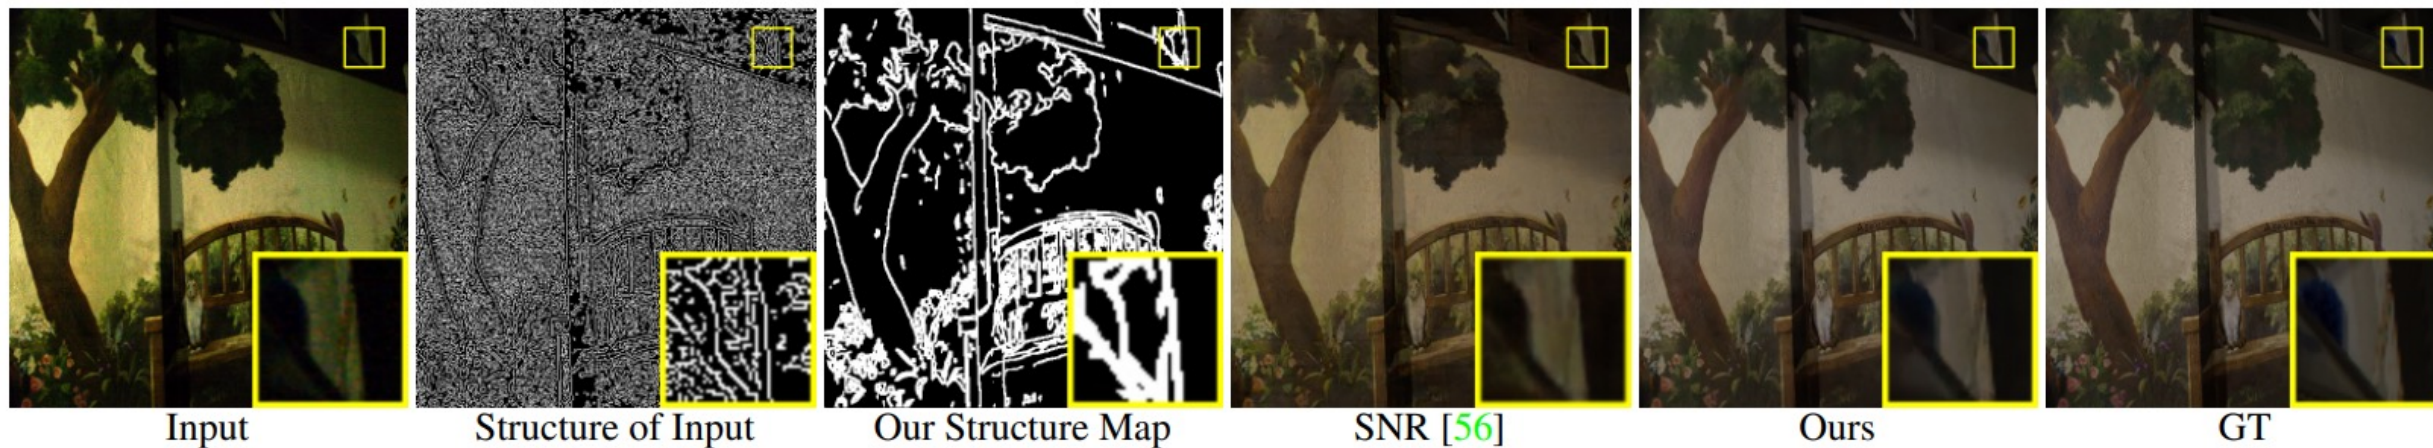 Input
Structure of Input
Our Structure Map
SNR [56]
Ours
GT